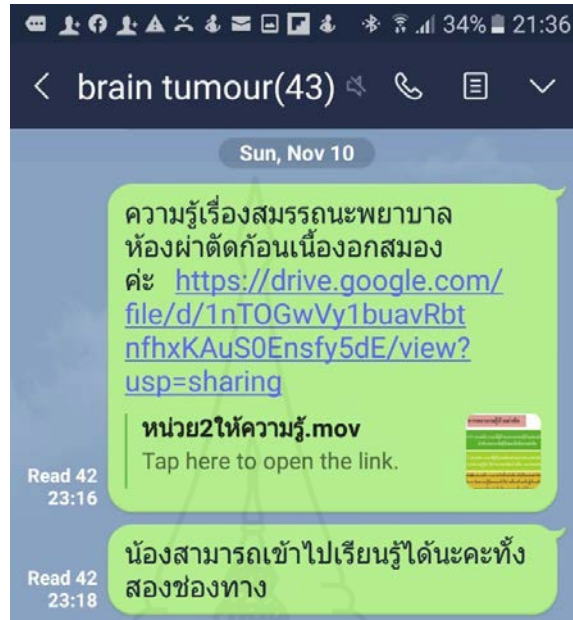 34% 21:36
brain tumour(43)
Sun, Nov 10
ความรู้เรื่องสมรรถนะพยาบาล
ห้องผ่าตัดก้อนเนื้องอกสมอง
ค่ะ https://drive.google.com/
file/d/1nTOGwVy1buavRbt
nfhxKAuS0Ensfy5dE/view?
usp=sharing
หน่วย2ให้ความรู้.mov
Tap here to open the link.
Read 42
23:16
น้องสามารถเข้าไปเรียนรู้ได้นะคะทั้ง
สองช่องทาง
Read 42
23:18